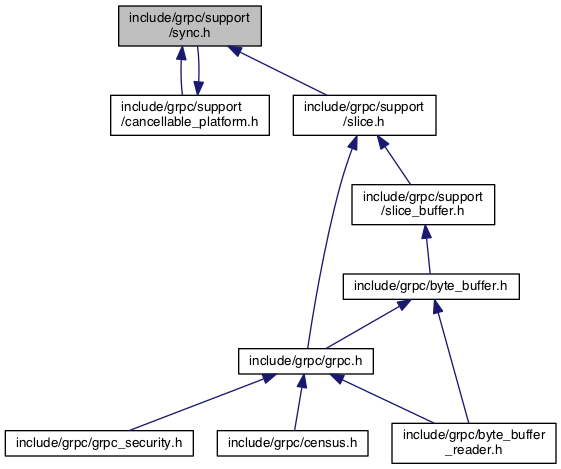 include/grpc/support
/sync.h
include/grpc/support
/cancellable_platform.h
include/grpc/support
/slice.h
include/grpc/support
/slice_buffer.h
include/grpc/byte_buffer.h
include/grpc/grpc.h
include/grpc/grpc_security.h
include/grpc/census.h
include/grpc/byte_buffer
_reader.h